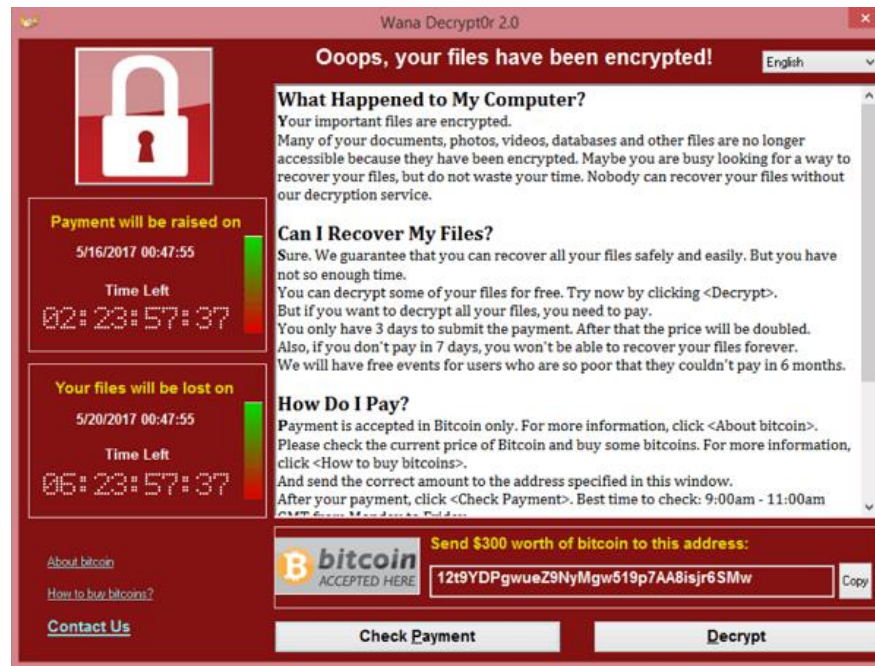 Wana Decrypt0r 2.0
Ooops, your files have been encrypted!
English
What Happened to My Computer?
Your important files are encrypted.
Many of your documents, photos, videos, databases and other files are no longer
accessible because they have been encrypted. Maybe you are busy looking for a way to
recover your files, but do not waste your time. Nobody can recover your files without
our decryption service.
Can I Recover My Files?
Sure. We guarantee that you can recover all your files safely and easily. But you have
not so enough time.
You can decrypt some of your files for free. Try now by clicking <Decrypt>.
But if you want to decrypt all your files, you need to pay.
You only have 3 days to submit the payment. After that the price will be doubled.
Also, if you don't pay in 7 days, you won't be able to recover your files forever.
We will have free events for users who are so poor that they couldn't pay in 6 months.
How Do I Pay?
Payment is accepted in Bitcoin only. For more information, click <About bitcoin>.
Please check the current price of Bitcoin and buy some bitcoins. For more information,
click <How to buy bitcoins>.
And send the correct amount to the address specified in this window.
After your payment, click <Check Payment>. Best time to check: 9:00am - 11:00am
GMT from Monday to Friday
Payment will be raised on
5/16/2017 00:47:55
Time Left
02:23:57:37
Your files will be lost on
5/20/2017 00:47:55
Time Left
06:23:57:37
About bitcoin
How to buy bitcoins?
Contact Us
bitcoin
ACCEPTED HERE
Send $300 worth of bitcoin to this address:
12t9YDPgwueZ9NyMgw519p7AA8isjr6SMw
Copy
Check Payment
Decrypt